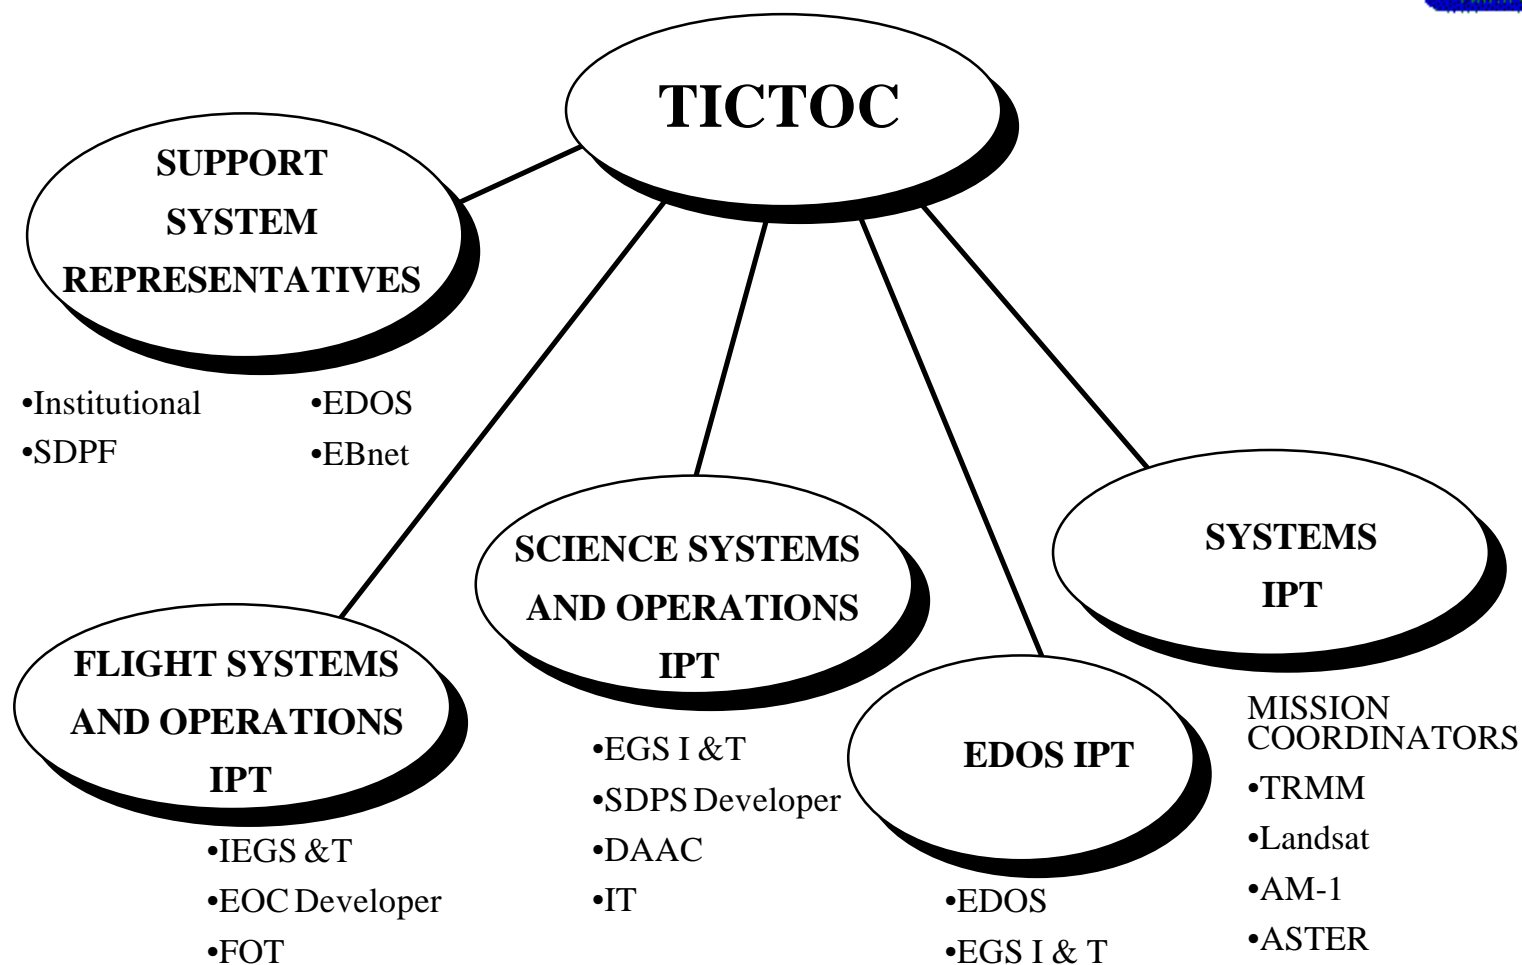 TICTOC
SUPPORT
SYSTEM
REPRESENTATIVES
•Institutional
•SDPF
•EDOS
•EBnet
FLIGHT SYSTEMS
AND OPERATIONS
IPT
•IEGS &T
•EOC Developer
•FOT
SCIENCE SYSTEMS
AND OPERATIONS
IPT
•EGS I &T
•SDPS Developer
•DAAC
•IT
EDOS IPT
•EDOS
•EGS I & T
SYSTEMS
IPT
MISSION
COORDINATORS
•TRMM
•Landsat
•AM-1
•ASTER